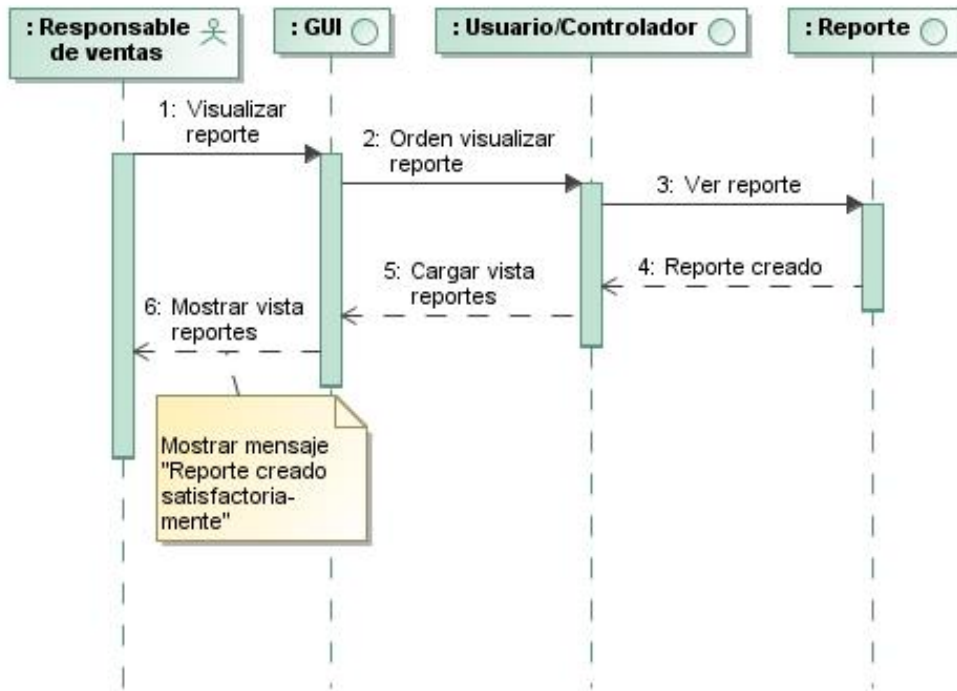 : Responsable
de ventas
: GUI
: Usuario/Controlador
: Reporte
1: Visualizar
reporte
2: Orden visualizar
reporte
3: Ver reporte
4: Reporte creado
5: Cargar vista
reportes
6: Mostrar vista
reportes
Mostrar mensaje
"Reporte creado
satisfactoria-
mente"